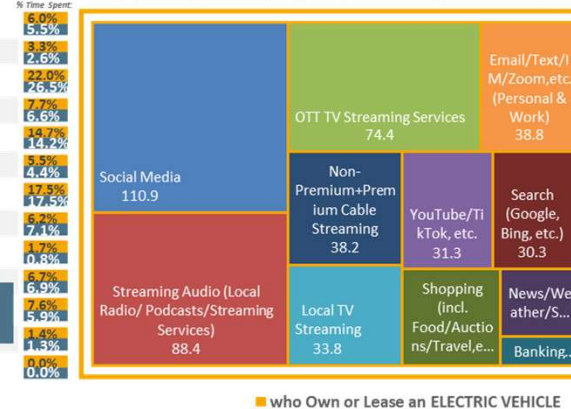 % Time Spent:
6.0%
5.5%
3.3%
2.6%
22.0%
26.5%
7.7%
6.6%
14.7%
14.2%
5.5%
4.4%
17.5%
17.5%
6.2%
7.1%
1.7%
0.8%
6.7%
6.9%
7.6%
5.9%
1.4%
1.3%
0.0%
0.0%
Social Media
110.9
Streaming Audio (Local
Radio/ Podcasts/Streaming
Services)
88.4
OTT TV Streaming Services
74.4
Email/Text/I
M/Zoom,etc.
(Personal &
Work)
38.8
Non-
Premium+Prem
ium Cable
Streaming
38.2
YouTube/Ti
kTok, etc.
31.3
Search
(Google,
Bing, etc.)
30.3
Local TV
Streaming
33.8
Shopping
(incl.
Food/Auctio
ns/Travel,e...
News/We
ather/S...
Banking...
who Own or Lease an ELECTRIC VEHICLE